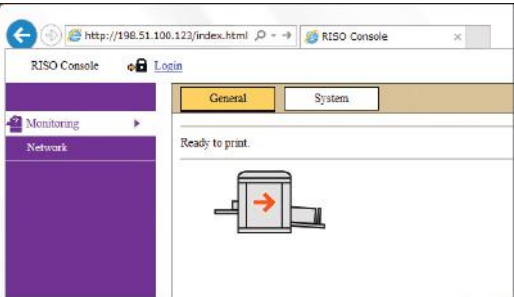 http://198.51.100.123/index.html
RISO Console
RISO Console
Login
General
System
Monitoring
Network
Ready to print.